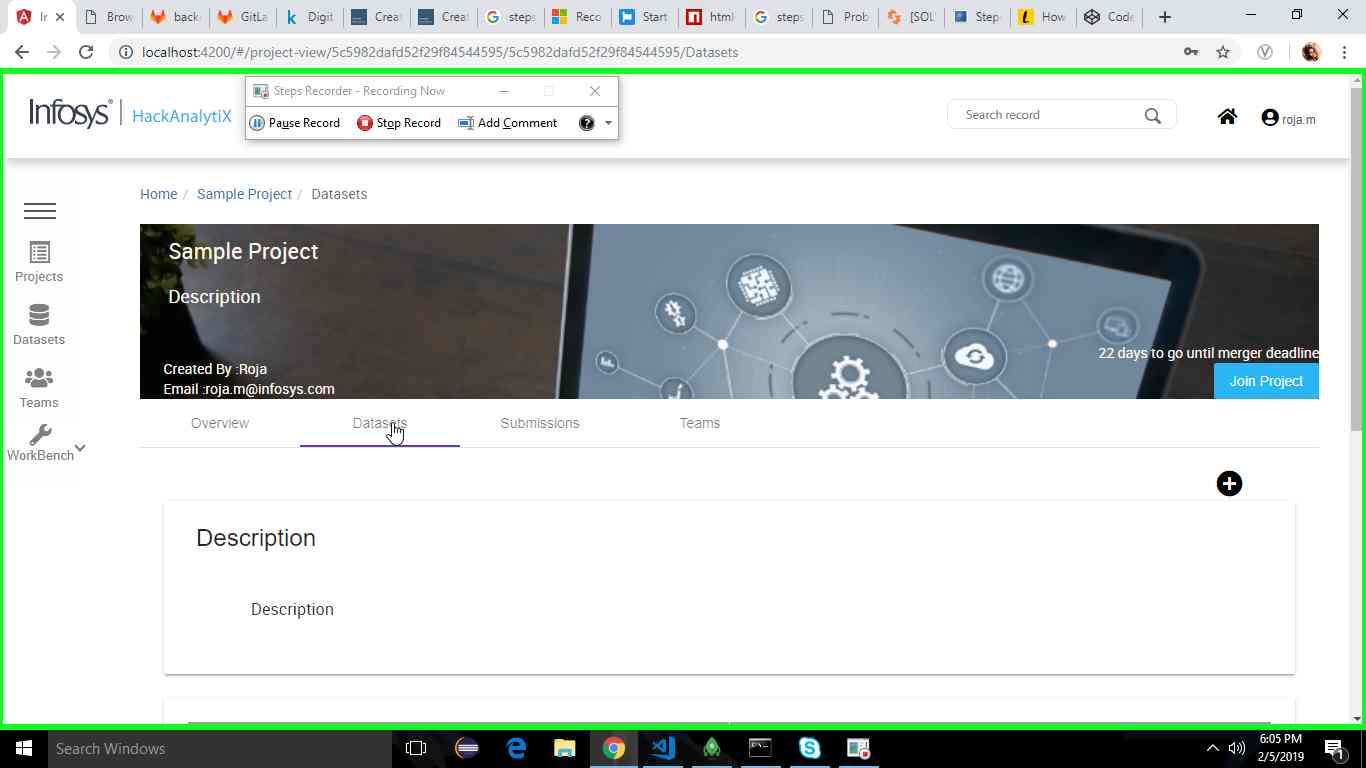 Ir
Brow
back
GitLa
Digit
Creat
Creat
steps
Reco
Start
html
steps
Prob
[SOL
Step
How
Code
localhost:4200/#/project-view/5c5982dafd52f29f84544595/5c5982dafd52f29f84544595/Datasets
Steps Recorder - Recording Now
Pause Record Stop Record Add Comment
Infosys | HackAnalytiX
Search record
roja.m
Home / Sample Project / Datasets
Sample Project
Description
Created By :Roja
Email :roja.m@infosys.com
22 days to go until merger deadline
Join Project
Projects
Datasets
Teams
WorkBench
Overview Datasets Submissions Teams
Description
Description
Search Windows
6:05 PM
2/5/2019
1